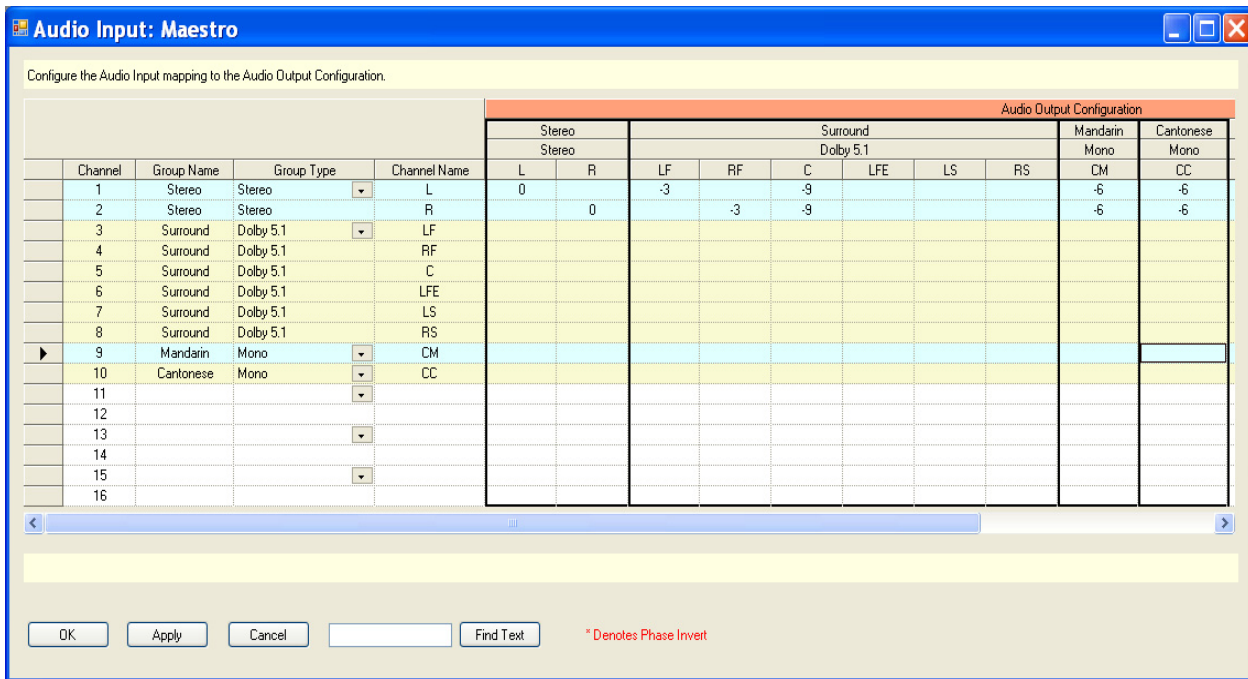 Audio Input: Maestro
Configure the Audio Input mapping to the Audio Output Configuration.
Audio Output Configuration
Stereo Surround Mandarin Cantonese
Stereo Dolby 5.1 Mono Mono
Channel Group Name Group Type Channel Name L R LF RF C LFE LS RS CM CC
1 Stereo Stereo L 0 -3 -9 -6 -6
2 Stereo Stereo R 0 -3 -9 -6 -6
3 Surround Dolby 5.1 LF
4 Surround Dolby 5.1 RF
5 Surround Dolby 5.1 C
6 Surround Dolby 5.1 LFE
7 Surround Dolby 5.1 LS
8 Surround Dolby 5.1 RS
9 Mandarin Mono CM
10 Cantonese Mono CC
11
12
13
14
15
16
OK Apply Cancel Find Text * Denotes Phase Invert